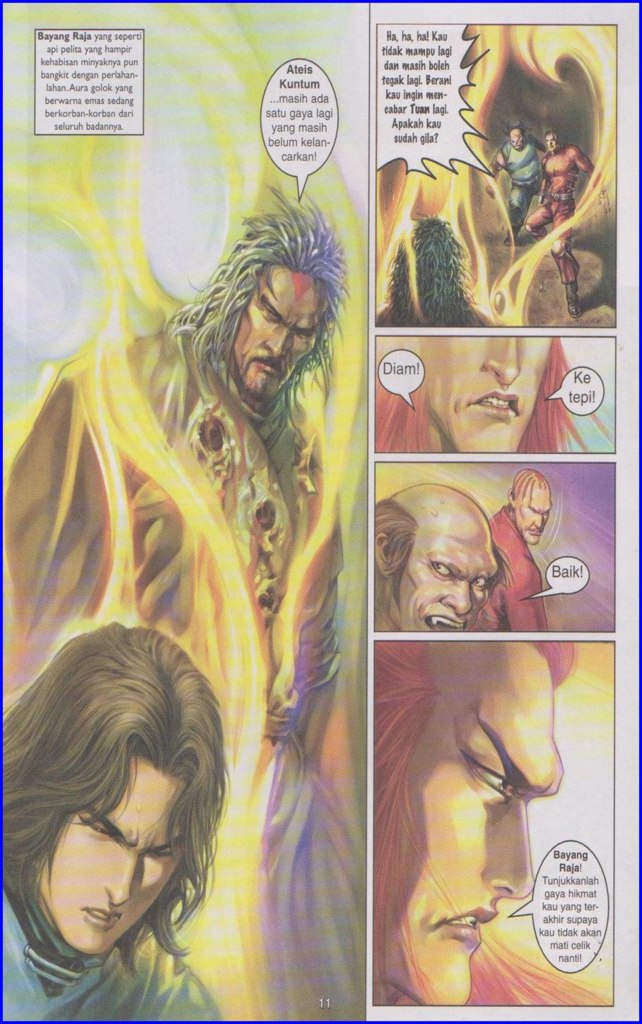 Bayang Raja yang seperti
api pelita yang hampir
kehabisan minyaknya pun
bangkit dengan perlahan-
lahan. Aura golok yang
berwarna emas sedang
berkorban-korban dari
seluruh badannya.
Ateis
Kuntum
...masih ada
satu gaya lagi
yang masih
belum kelan-
carkan!
Ha, ha, ha! Kau
tidak mampu lagi
dan masih boleh
tegak lagi. Berani
kau ingin men-
cabar Tuan lagi.
Apakah kau
sudah gila?
Diam!
Ke
tepi!
Baik!
Bayang
Raja!
Tunjukkanlah
gaya hikmat
kau yang ter-
akhir supaya
kau tidak akan
mati celik
nanti!
11